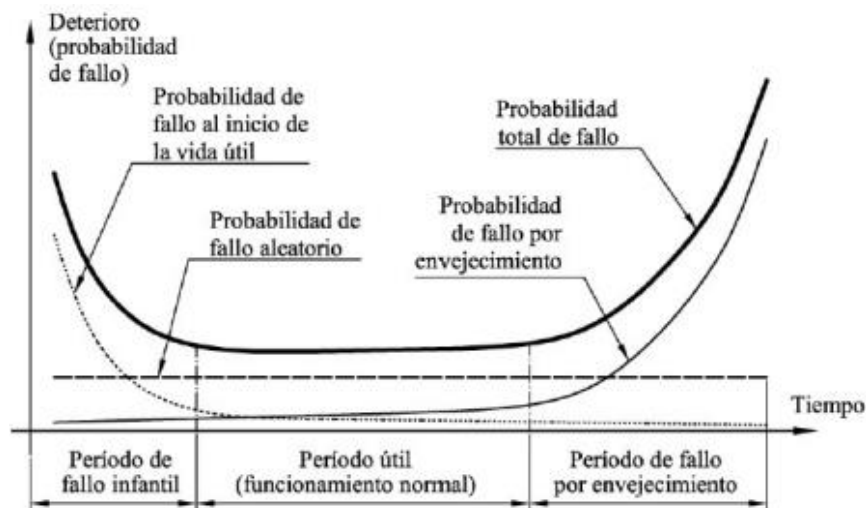 Deterioro
(probabilidad
de fallo)
Probabilidad de
fallo al inicio de
la vida útil
Probabilidad de
fallo aleatorio
Probabilidad
total de fallo
Probabilidad
de fallo por
envejecimiento
Tiempo
Período de
fallo infantil
Período útil
(funcionamiento normal)
Período de fallo
por envejecimiento